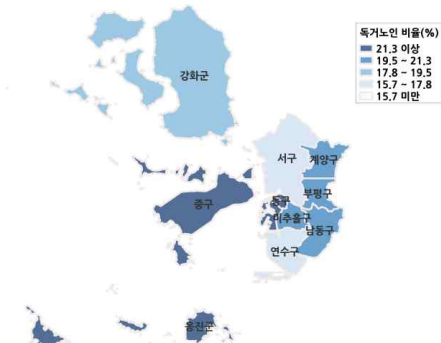 독거노인 비율(%)
21.3 이상
19.5 ~ 21.3
17.8 ~ 19.5
15.7 ~ 17.8
15.7 미만
강화군
서구
계양구
부평구
중구
동구
미추홀구
남동구
연수구
옹진군